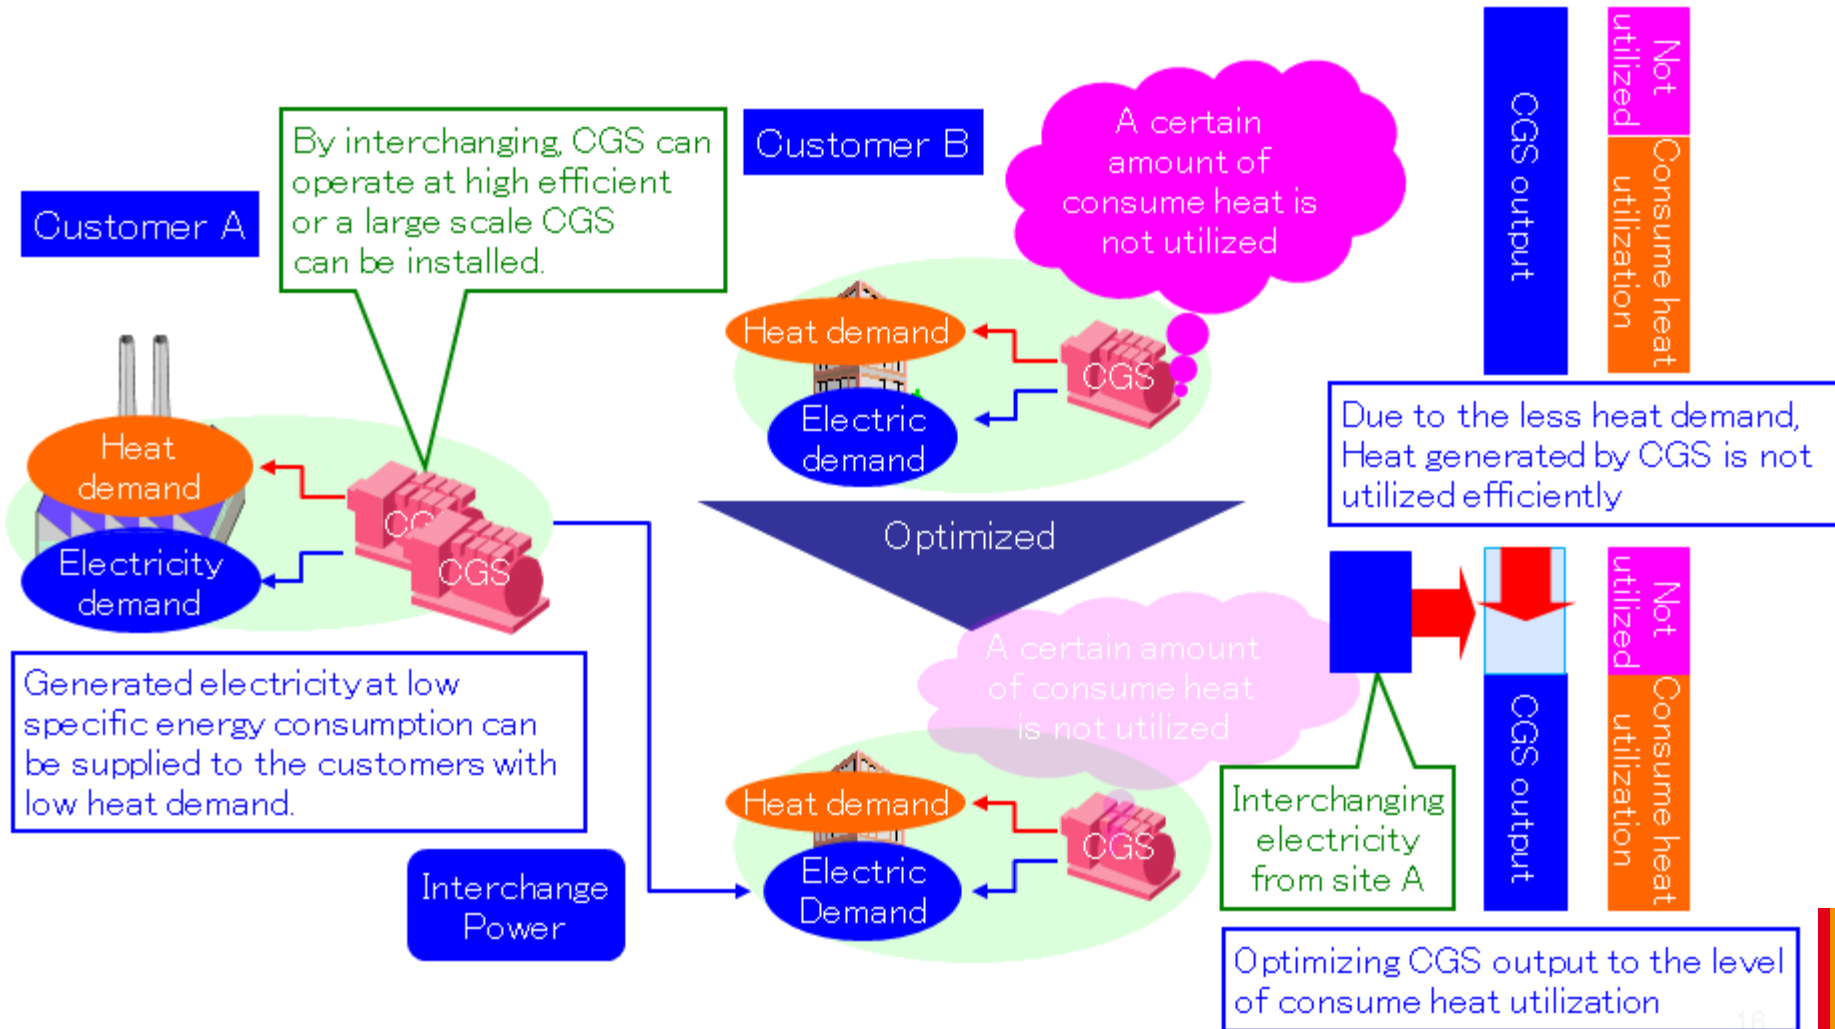 Customer A
By interchanging, CGS can
operate at high efficient
or a large scale CGS
can be installed.
Customer B
A certain
amount of
consume heat is
not utilized
CGS output
Not
utilized
Consume heat
utilization
Heat demand
CGS
Electric
demand
Due to the less heat demand,
Heat generated by CGS is not
utilized efficiently
Heat
demand
Electricity
demand
CGS
CGS
Generated electricity at low
specific energy consumption can
be supplied to the customers with
low heat demand.
Interchange
Power
Optimized
A certain amount
of consume heat
is not utilized
Heat demand
CGS
Electric
Demand
Interchanging
electricity
from site A
CGS output
Not
utilized
Consume heat
utilization
Optimizing CGS output to the level
of consume heat utilization
16